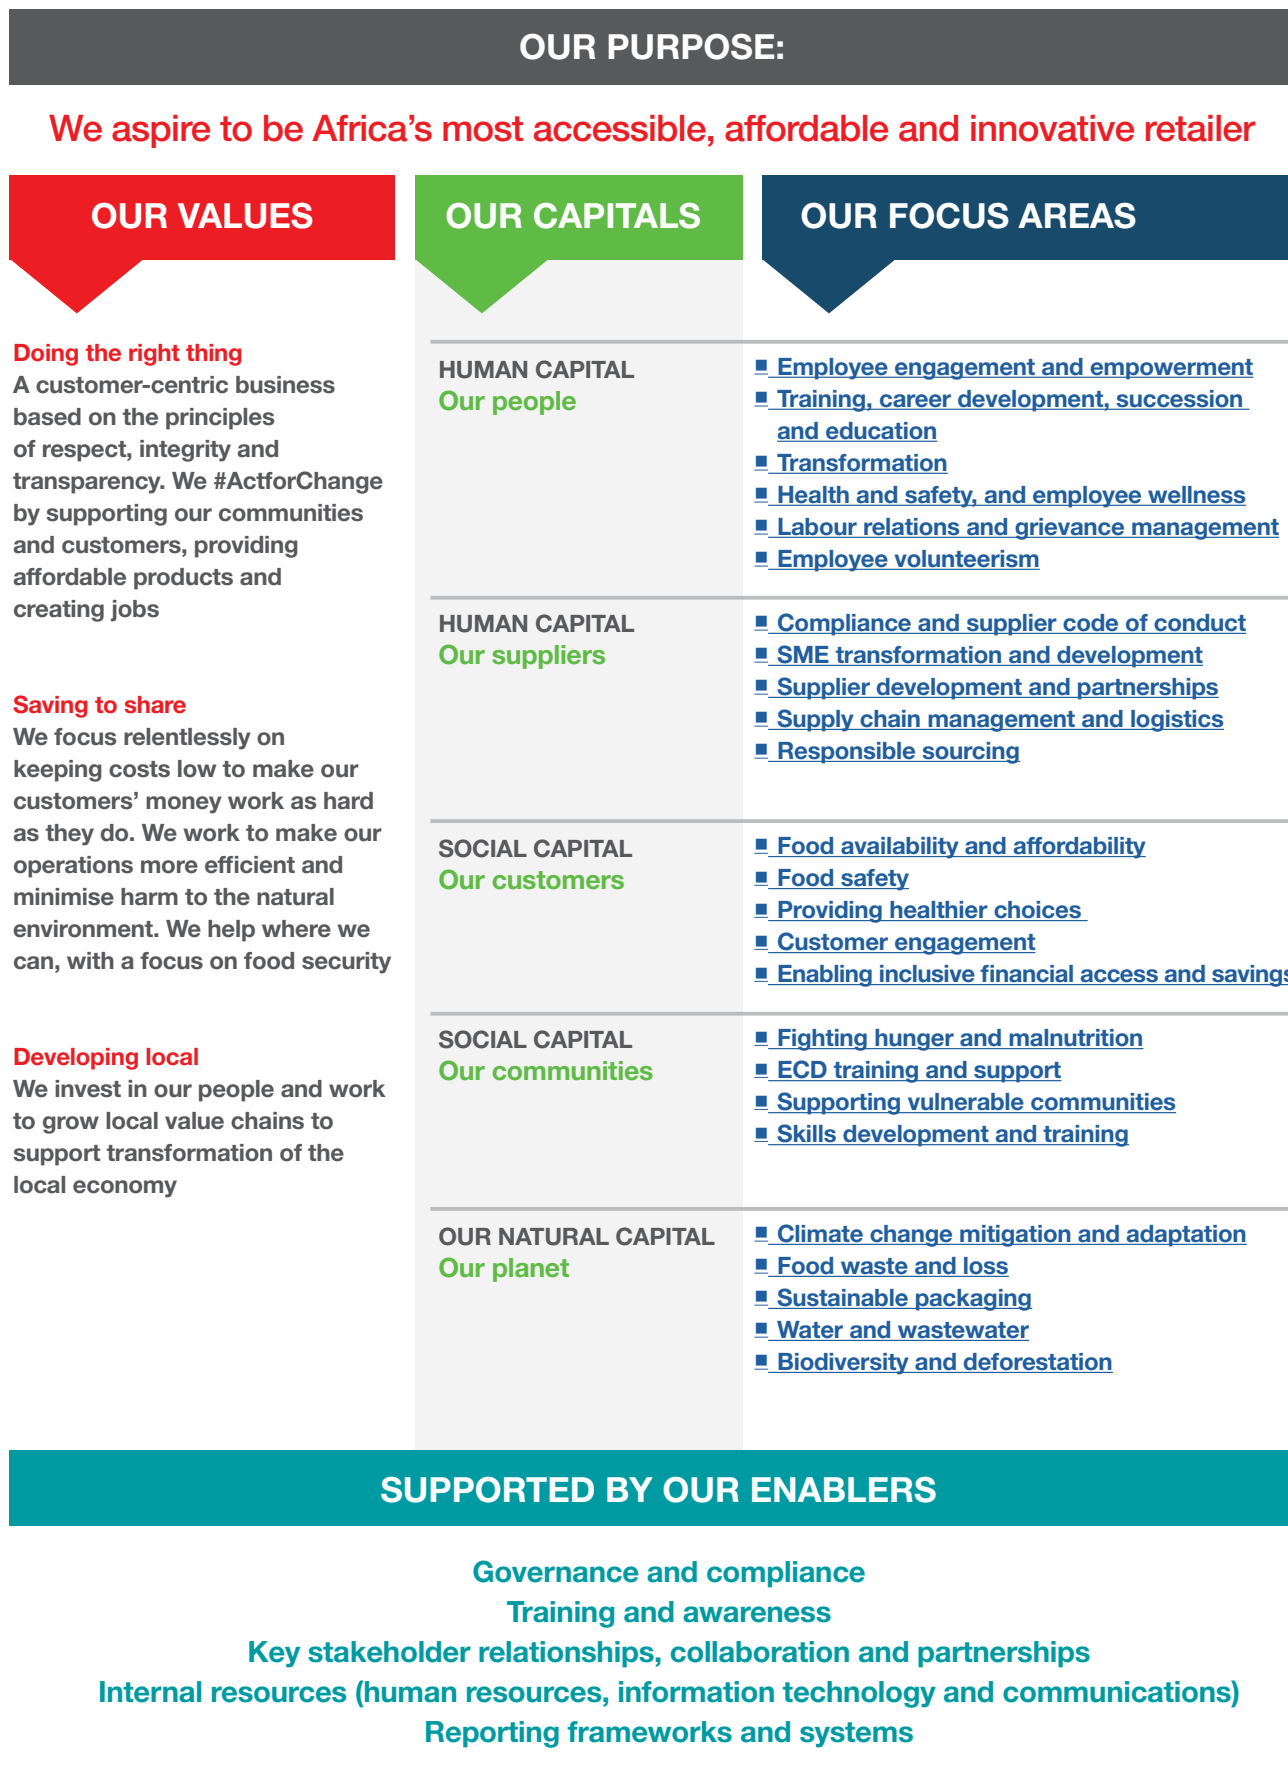 OUR PURPOSE:
We aspire to be Africa's most accessible, affordable and innovative retailer
OUR VALUES
Doing the right thing
A customer-centric business
based on the principles
of respect, integrity and
transparency. We #ActforChange
by supporting our communities
and customers, providing
affordable products and
creating jobs
Saving to share
We focus relentlessly on
keeping costs low to make our
customers' money work as hard
as they do. We work to make our
operations more efficient and
minimise harm to the natural
environment. We help where we
can, with a focus on food security
Developing local
We invest in our people and work
to grow local value chains to
support transformation of the
local economy
OUR CAPITALS
OUR FOCUS AREAS
HUMAN CAPITAL
Our people
■ Employee engagement and empowerment
■ Training, career development, succession
and education
■ Transformation
■ Health and safety, and employee wellness
■ Labour relations and grievance management
■ Employee volunteerism
HUMAN CAPITAL
Our suppliers
■ Compliance and supplier code of conduct
■ SME transformation and development
■ Supplier development and partnerships
■ Supply chain management and logistics
■ Responsible sourcing
SOCIAL CAPITAL
Our customers
■ Food availability and affordability
■ Food safety
■ Providing healthier choices
■ Customer engagement
■ Enabling inclusive financial access and savings
SOCIAL CAPITAL
Our communities
■ Fighting hunger and malnutrition
■ ECD training and support
■ Supporting vulnerable communities
■ Skills development and training
OUR NATURAL CAPITAL
Our planet
■ Climate change mitigation and adaptation
■ Food waste and loss
■ Sustainable packaging
■ Water and wastewater
■ Biodiversity and deforestation
SUPPORTED BY OUR ENABLERS
Governance and compliance
Training and awareness
Key stakeholder relationships, collaboration and partnerships
Internal resources (human resources, information technology and communications)
Reporting frameworks and systems